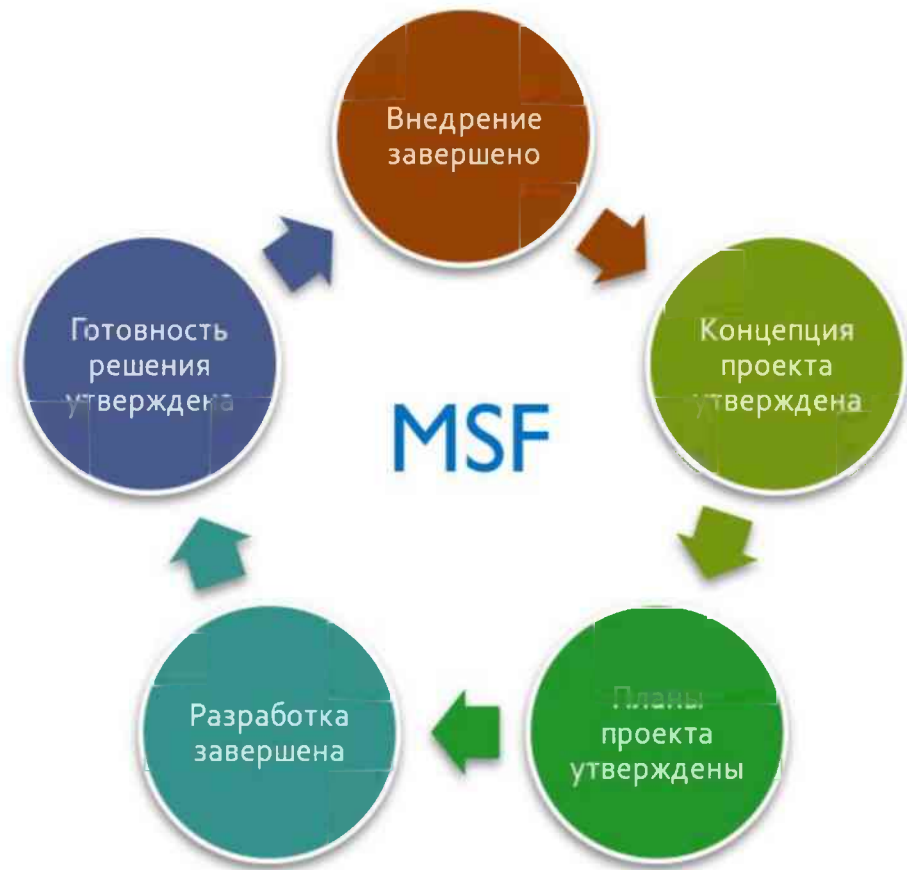 Внедрение
завершено
Концепция
проекта
утверждена
Планы
проекта
утверждены
Разработка
завершена
Готовность
решения
утверждена
MSF